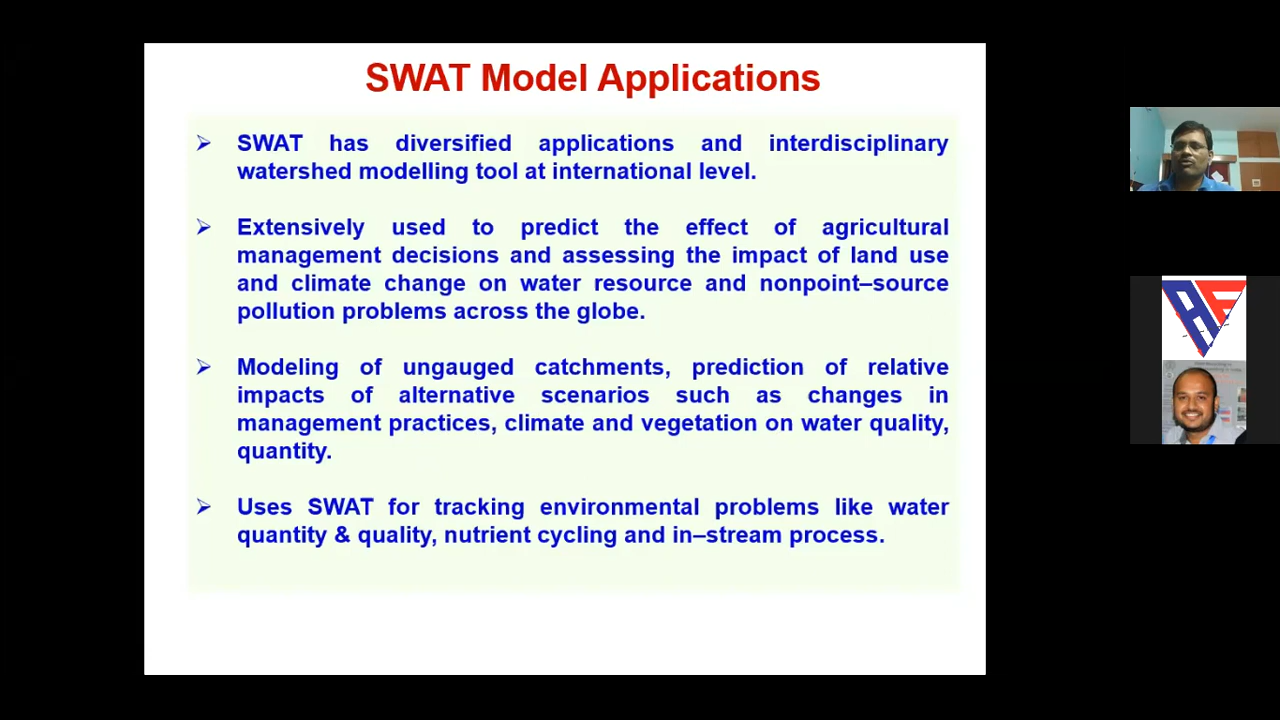 SWAT Model Applications
SWAT has diversified applications and interdisciplinary
watershed modelling tool at international level.
Extensively used to predict the effect of agricultural
management decisions and assessing the impact of land use
and climate change on water resource and nonpoint–source
pollution problems across the globe.
Modeling of ungauged catchments, prediction of relative
impacts of alternative scenarios such as changes in
management practices, climate and vegetation on water quality,
quantity.
Uses SWAT for tracking environmental problems like water
quantity & quality, nutrient cycling and in–stream process.